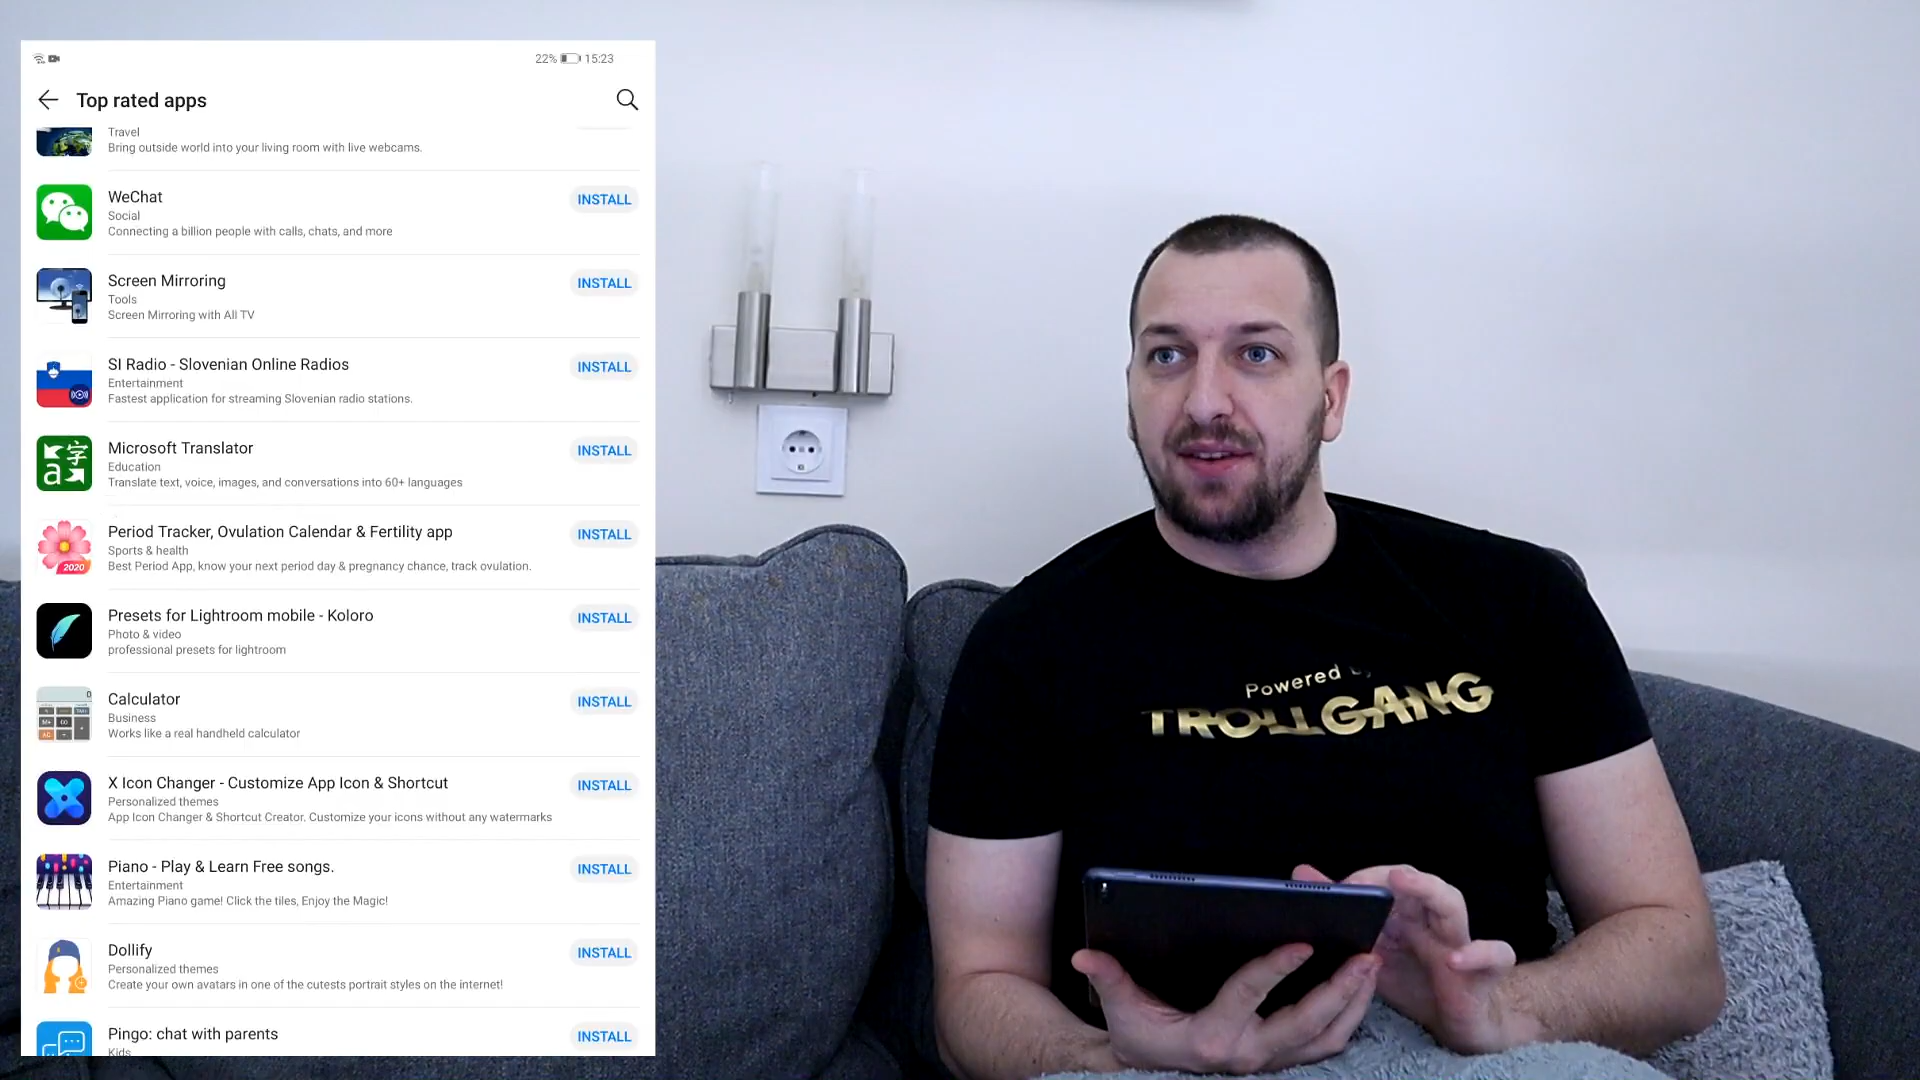 22% 15:23
Top rated apps
Travel
Bring outside world into your living room with live webcams.
WeChat
INSTALL
Social
Connecting a billion people with calls, chats, and more
Screen Mirroring
INSTALL
Tools
Screen Mirroring with All TV
SI Radio - Slovenian Online Radios
INSTALL
Entertainment
Fastest application for streaming Slovenian radio stations.
Microsoft Translator
INSTALL
Education
Translate text, voice, images, and conversations into 60+ languages
Period Tracker, Ovulation Calendar & Fertility app
INSTALL
Sports & health
2020
Best Period App, know your next period day & pregnancy chance, track ovulation.
Presets for Lightroom mobile - Koloro
INSTALL
Photo & video
professional presets for lightroom
Calculator
INSTALL
Business
Works like a real handheld calculator
X Icon Changer - Customize App Icon & Shortcut
INSTALL
Personalized themes
App Icon Changer & Shortcut Creator. Customize your icons without any watermarks
Piano - Play & Learn Free songs.
INSTALL
Entertainment
Amazing Piano game! Click the tiles, Enjoy the Magic!
Dollify
INSTALL
Personalized themes
Create your own avatars in one of the cutests portrait styles on the internet!
Pingo: chat with parents
INSTALL
Kids
Powered
TROLLGANG